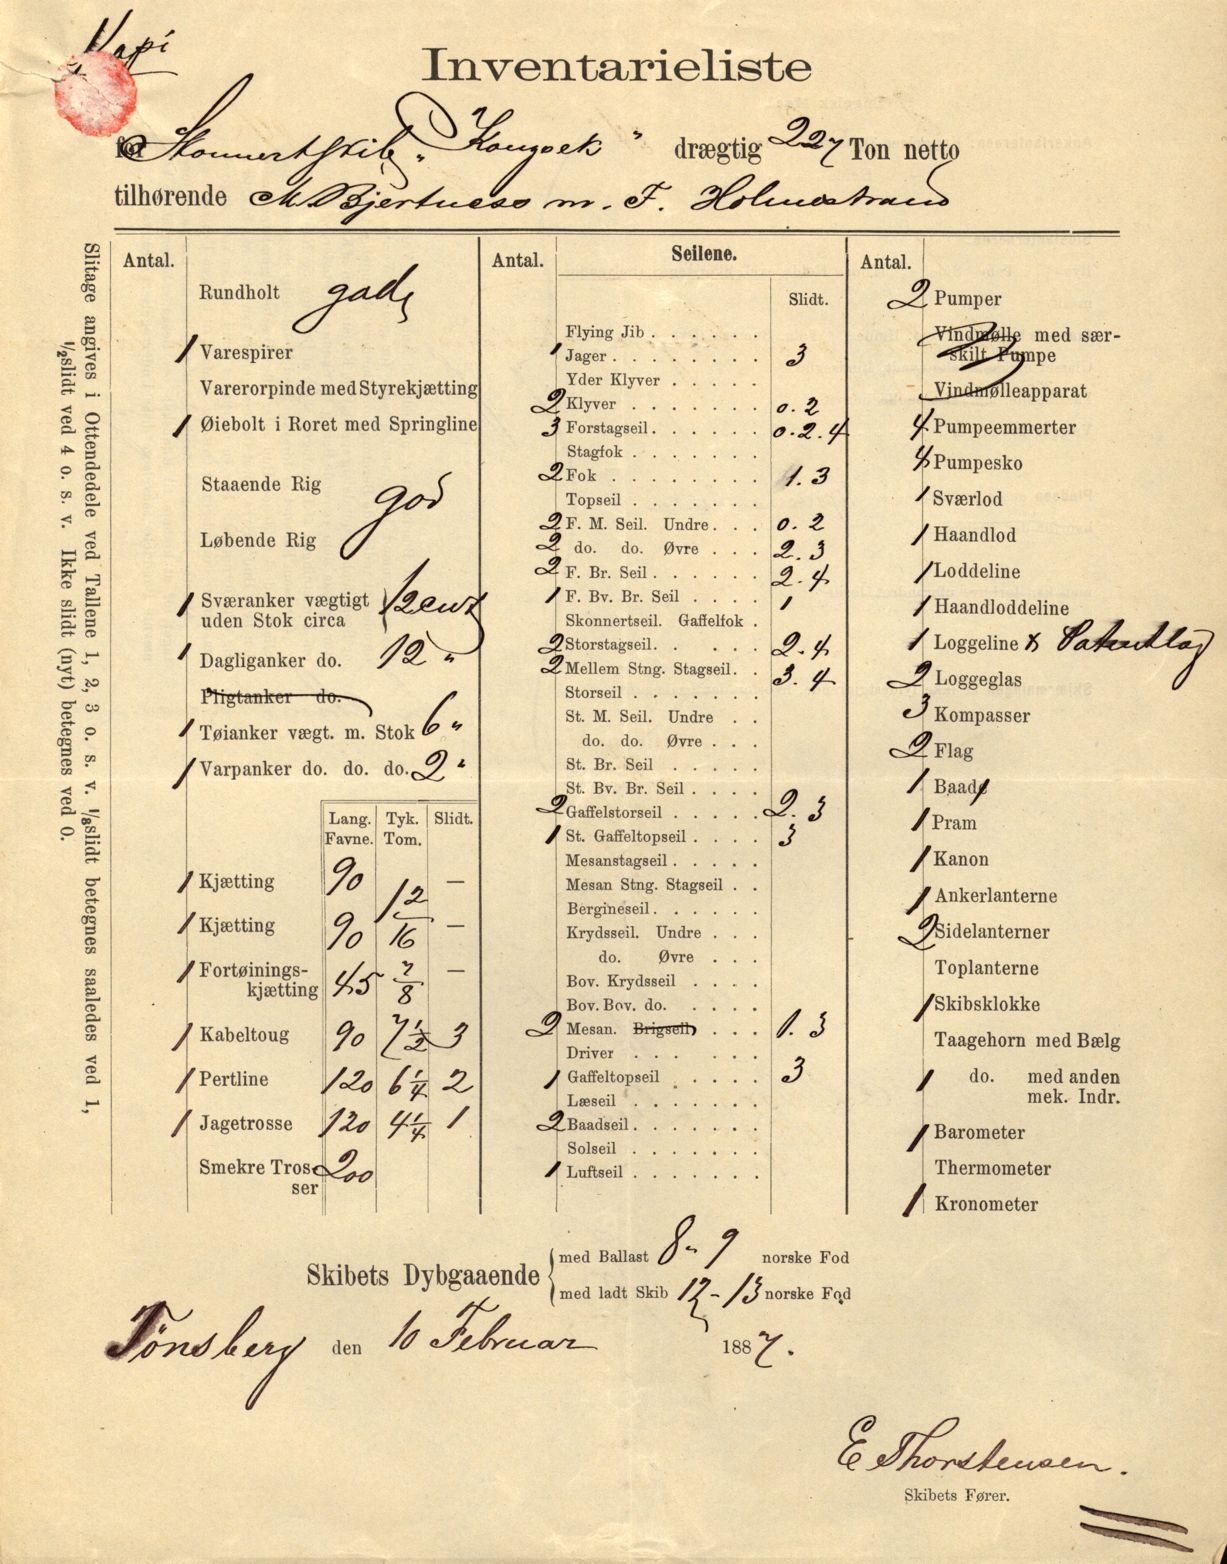 Kopi
Inventarieliste
for Skonnertskib „Kongsek“ drægtig 227 Ton netto
tilhørende M. Bjertness m. F. Holmestrand
Slitage angives i Ottendedele ved Tallene 1, 2, 3 o. s. v. 1/8slidt betegnes saaledes ved 1,
1/2slidt ved 4 o. s. v. Ikke slidt (nyt) betegnes ved 0.
Antal.
Rundholt gode
1 Varespirer
Varerorpinde med Styrekjætting
1 Øiebolt i Roret med Springline
Staaende Rig
god
Løbende Rig
1 Sværanker vægtigt
uden Stok circa 12 cwt
1 Dagliganker do. 12 "
Pligtanker do.
1 Tøianker vægt. m. Stok 6 "
1 Varpanker do. do. do. 2 "
Lang. Favne. Tyk. Tom. Slidt.
1 Kjætting 90 —
12/16
1 Kjætting 90 —
1 Fortøinings-
kjætting 45 7/8 —
1 Kabeltoug 90 7 1/2 3
1 Pertline 120 6 1/4 2
1 Jagetrosse 120 4 1/4 1
Smekre Tros-
ser 200
Antal. Seilene.
Slidt.
Flying Jib
1 Jager 3
Yder Klyver
2 Klyver 0. 2
3 Forstagseil 0. 2. 4
Stagfok
2 Fok 1. 3
Topseil
2 F. M. Seil. Undre 0. 2
2 do. do. Øvre 2. 3
2 F. Br. Seil 2. 4
1 F. Bv. Br. Seil 1
Skonnertseil. Gaffelfok
2 Storstagseil 2. 4
2 Mellem Stng. Stagseil 3. 4
Storseil
St. M. Seil. Undre
do. do. Øvre
St. Br. Seil
St. Bv. Br. Seil
2 Gaffelstorseil 2. 3
1 St. Gaffeltopseil 3
Mesanstagseil
Mesan Stng. Stagseil
Bergineseil
Krydsseil. Undre
do. Øvre
Bov. Krydsseil
Bov. Bov. do.
2 Mesan. Brigseil 1. 3
Driver
1 Gaffeltopseil 3
Læseil
2 Baadseil
Solseil
1 Luftseil
Antal.
2 Pumper
Vindmølle med sær-
skilt Pumpe
Vindmølleapparat
4 Pumpeemmerter
4 Pumpesko
1 Sværlod
1 Haandlod
1 Loddeline
1 Haandloddeline
1 Loggeline & Patentlog
2 Loggeglas
3 Kompasser
2 Flag
1 Baade
1 Pram
1 Kanon
1 Ankerlanterne
2 Sidelanterner
Toplanterne
1 Skibsklokke
Taagehorn med Bælg
1 do. med anden
mek. Indr.
1 Barometer
Thermometer
1 Kronometer
Skibets Dybgaaende
med Ballast 8 - 9 norske Fod
med ladt Skib 12 - 13 norske Fod
Tönsberg den 10 Februar 1887.
E Thorstensen.
Skibets Fører.